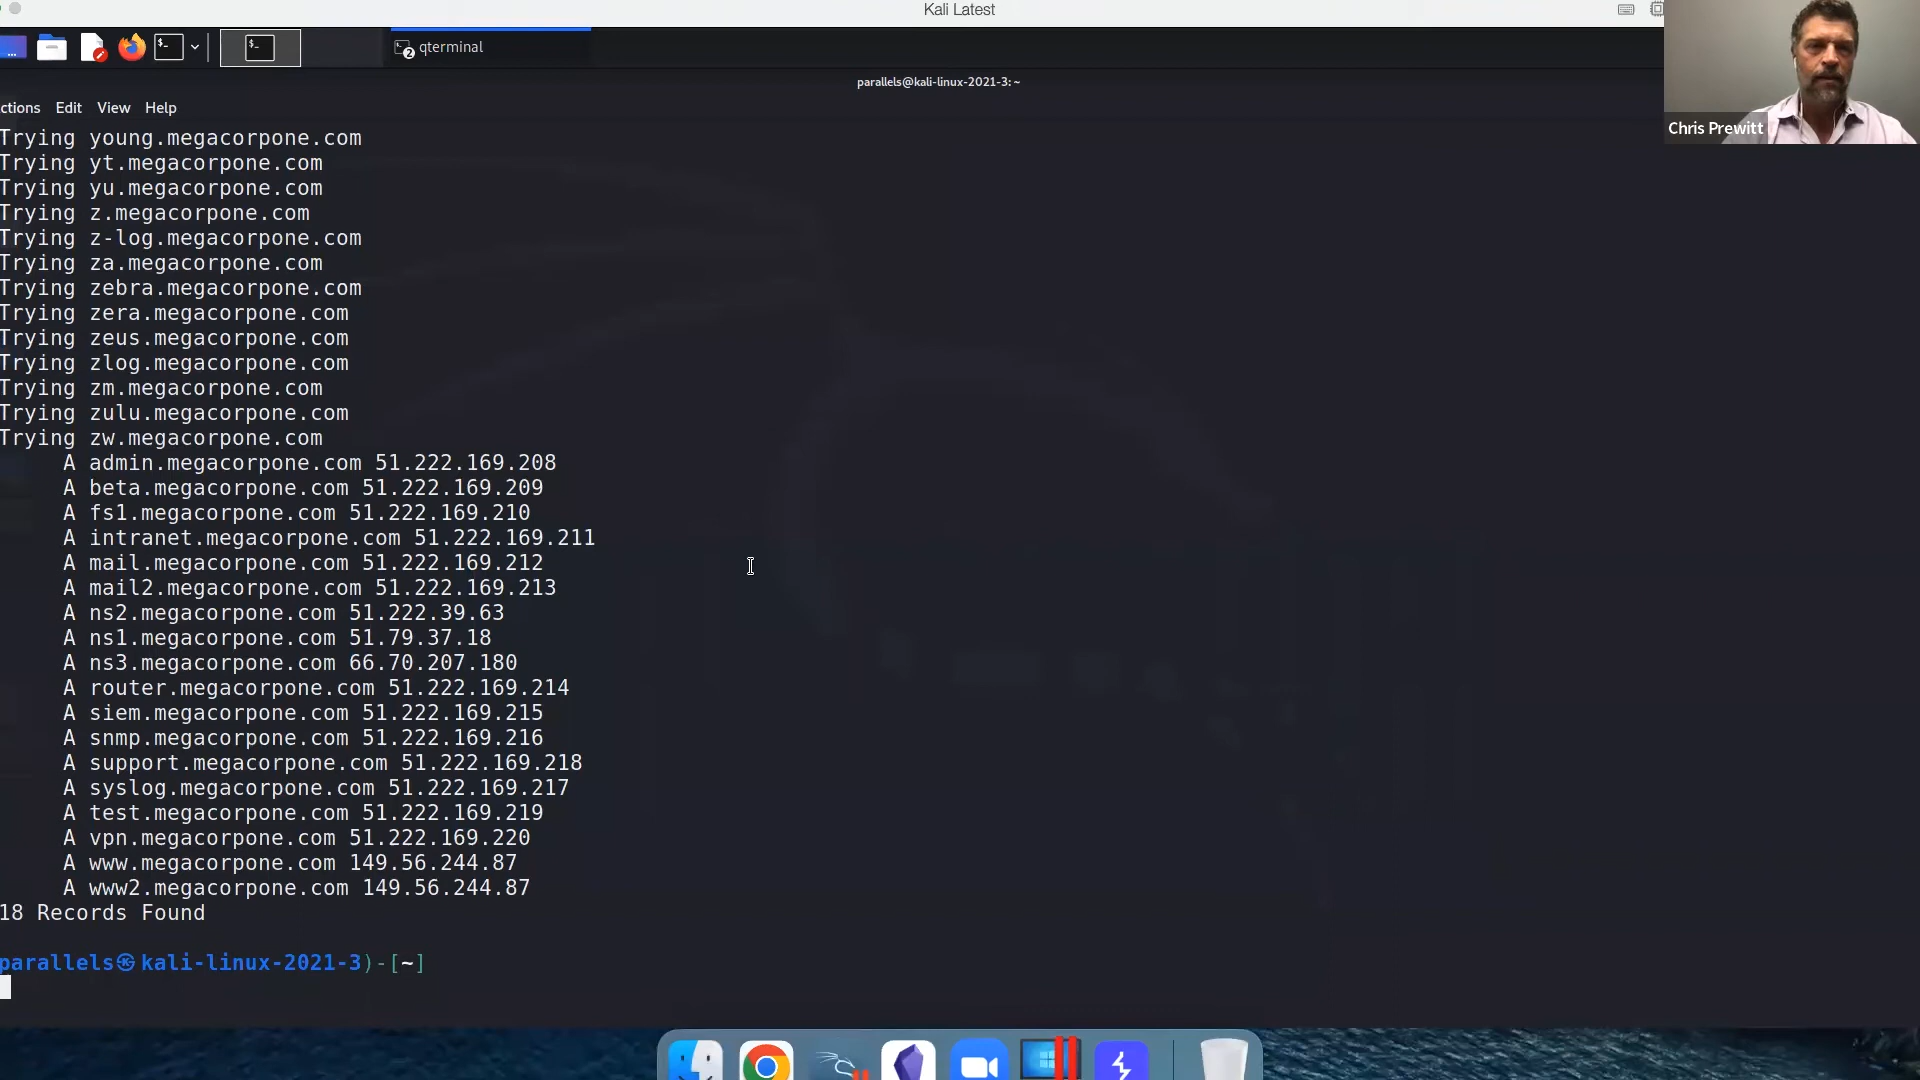 Kali Latest
qterminal
parallels@kali-linux-2021-3: ~
Chris Prewitt
ctions Edit View Help
Trying young.megacorpone.com
Trying yt.megacorpone.com
Trying yu.megacorpone.com
Trying z.megacorpone.com
Trying z-log.megacorpone.com
Trying za.megacorpone.com
Trying zebra.megacorpone.com
Trying zera.megacorpone.com
Trying zeus.megacorpone.com
Trying zlog.megacorpone.com
Trying zm.megacorpone.com
Trying zulu.megacorpone.com
Trying zw.megacorpone.com
A admin.megacorpone.com 51.222.169.208
A beta.megacorpone.com 51.222.169.209
A fs1.megacorpone.com 51.222.169.210
A intranet.megacorpone.com 51.222.169.211
A mail.megacorpone.com 51.222.169.212
A mail2.megacorpone.com 51.222.169.213
A ns2.megacorpone.com 51.222.39.63
A ns1.megacorpone.com 51.79.37.18
A ns3.megacorpone.com 66.70.207.180
A router.megacorpone.com 51.222.169.214
A siem.megacorpone.com 51.222.169.215
A snmp.megacorpone.com 51.222.169.216
A support.megacorpone.com 51.222.169.218
A syslog.megacorpone.com 51.222.169.217
A test.megacorpone.com 51.222.169.219
A vpn.megacorpone.com 51.222.169.220
A www.megacorpone.com 149.56.244.87
A www2.megacorpone.com 149.56.244.87
18 Records Found
parallels㉿kali-linux-2021-3)-[~]